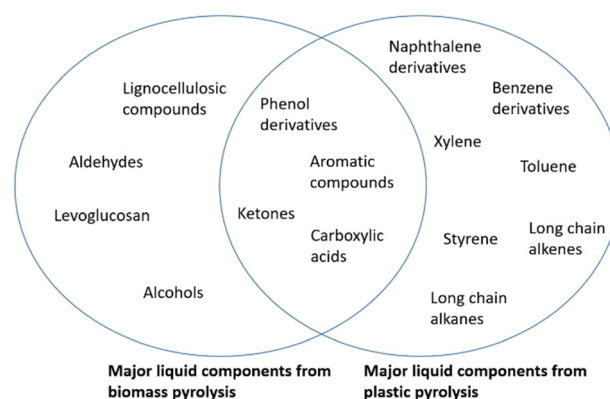 Naphthalene
derivatives
Lignocellulosic
compounds
Benzene
derivatives
Phenol
derivatives
Xylene
Aldehydes
Aromatic
compounds
Toluene
Levoglucosan
Ketones
Carboxylic
acids
Styrene
Long chain
alkenes
Alcohols
Long chain
alkanes
Major liquid components from
biomass pyrolysis
Major liquid components from
plastic pyrolysis